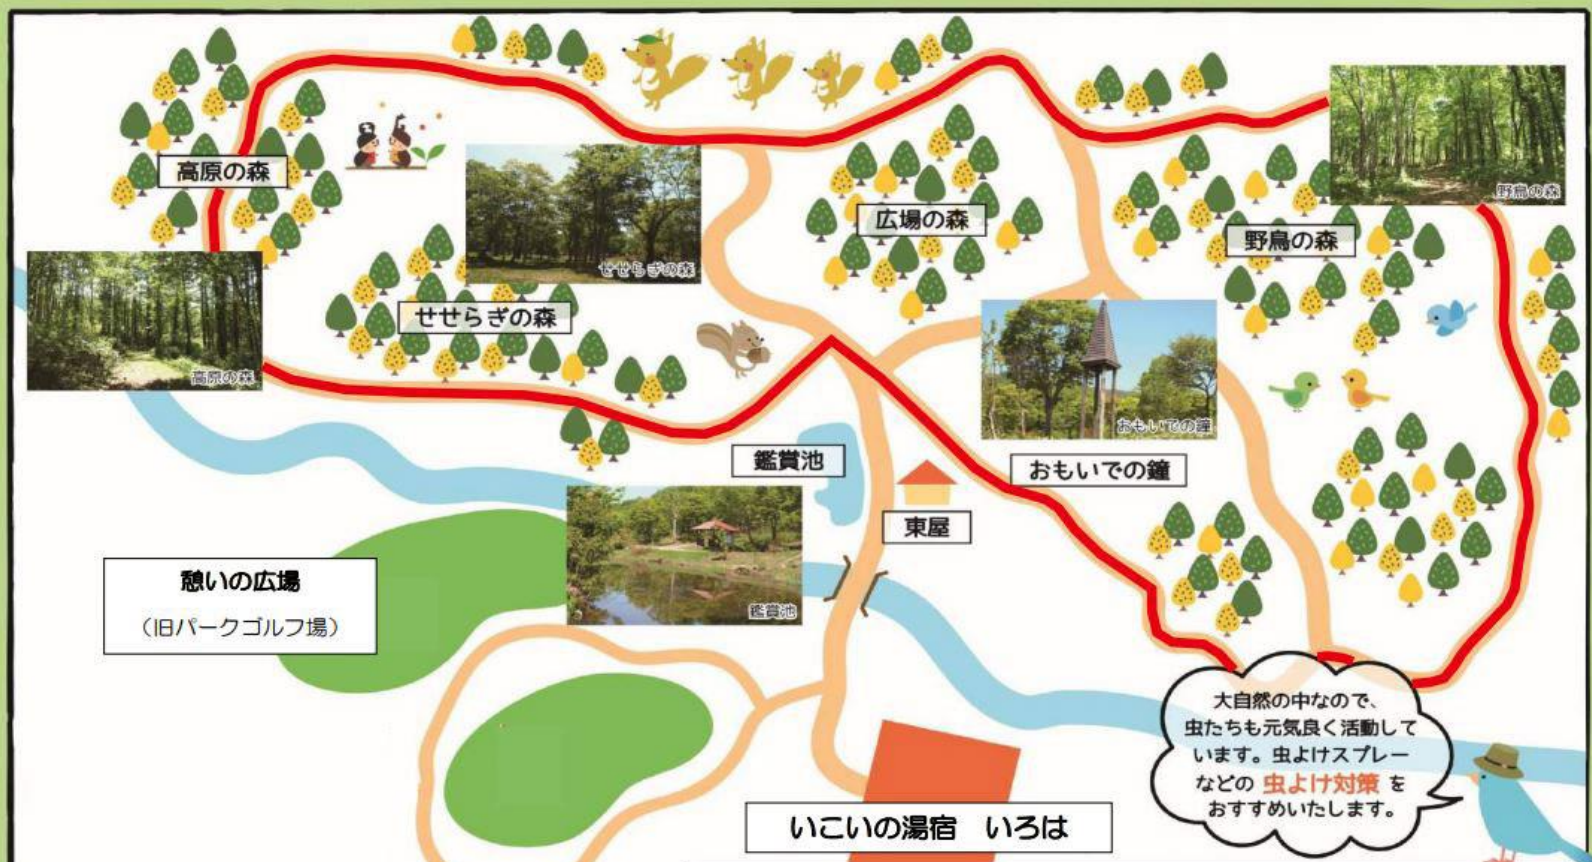 高原の森
野鳥の森
広場の森
野鳥の森
せせらぎの森
せせらぎの森
高原の森
おもいでの鐘
鑑賞池
おもいでの鐘
東屋
憩いの広場
（旧パークゴルフ場）
鑑賞池
大自然の中なので、
虫たちも元気良く活動して
います。虫よけスプレー
などの 虫よけ対策 を
おすすめいたします。
いこいの湯宿　いろは